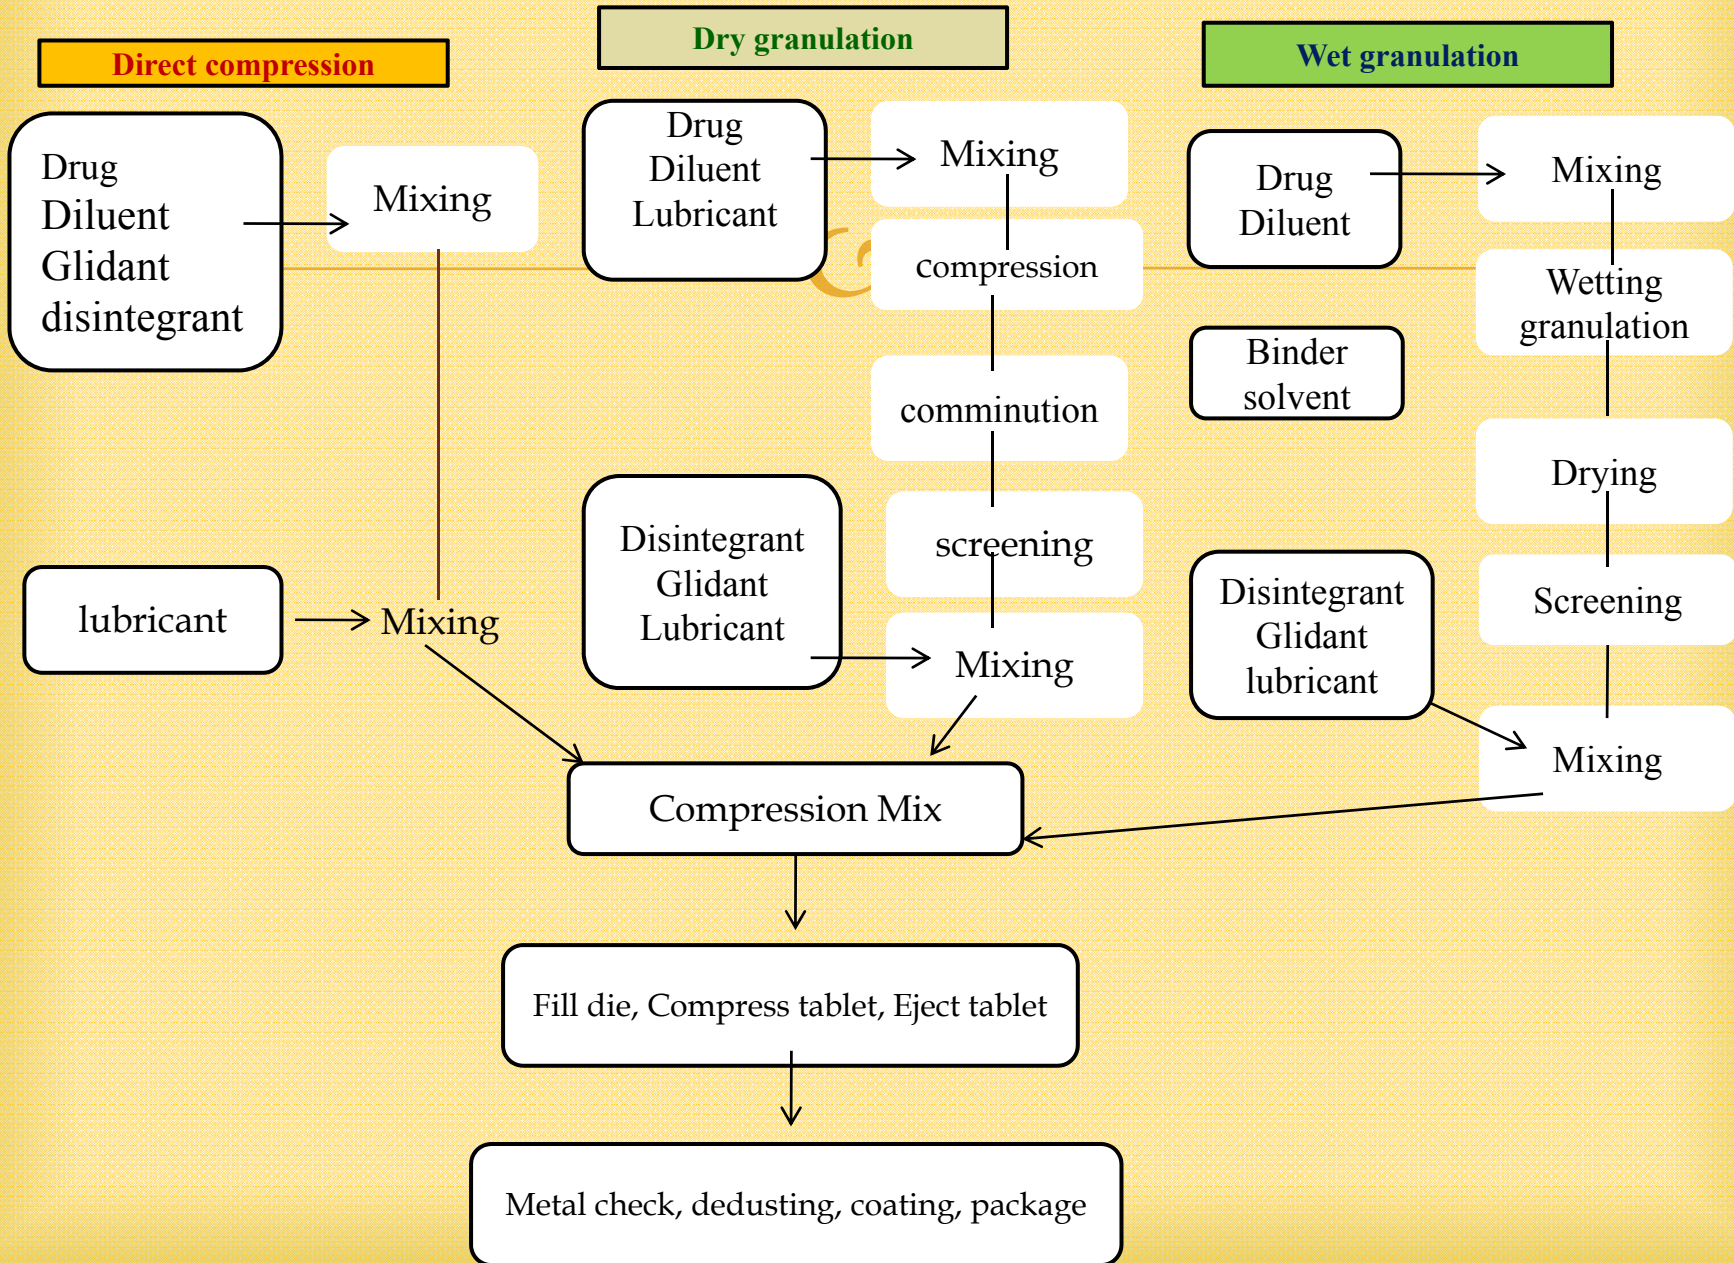 Direct compression
Drug
Diluent
Glidant
disintegrant
Mixing
lubricant
Mixing
Dry granulation
Drug
Diluent
Lubricant
Mixing
compression
comminution
screening
Disintegrant
Glidant
Lubricant
Mixing
Wet granulation
Drug
Diluent
Mixing
Wetting
granulation
Binder
solvent
Drying
Screening
Disintegrant
Glidant
lubricant
Mixing
Compression Mix
Fill die, Compress tablet, Eject tablet
Metal check, dedusting, coating, package